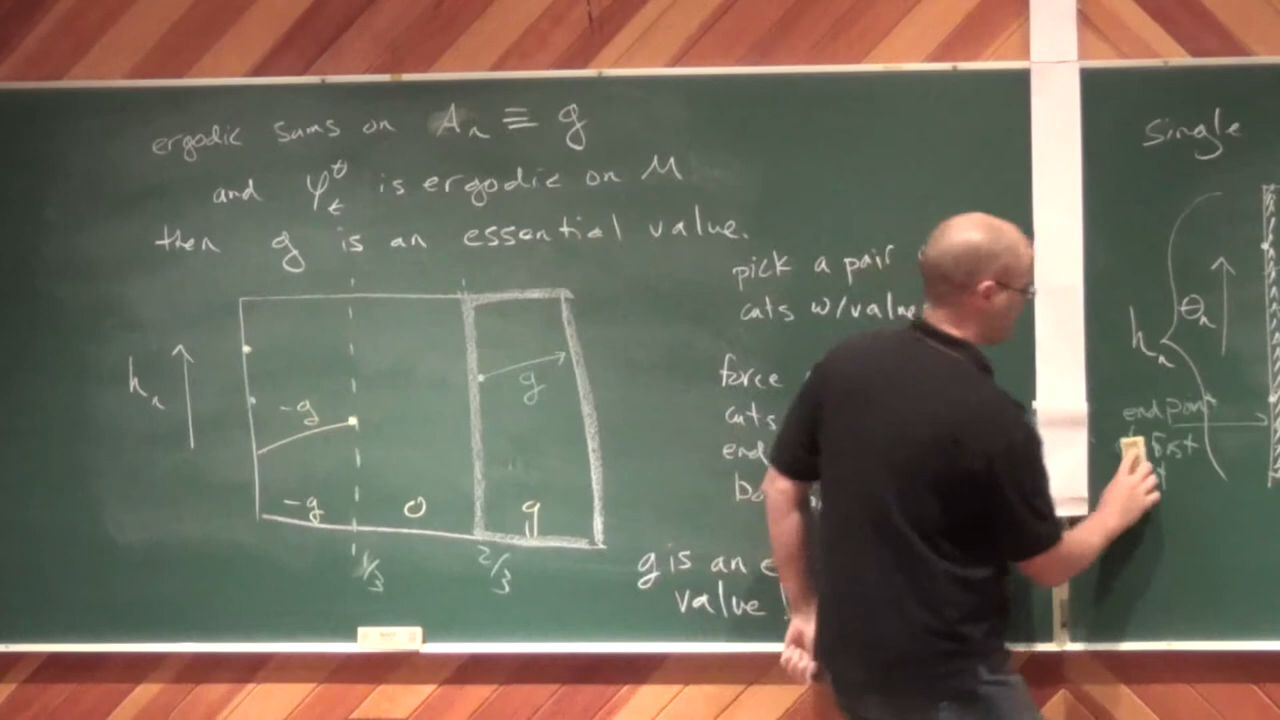 ergodic sums on Aₙ ≡ g
and φₜᶿ is ergodic on M
then g is an essential value.
hₙ
-g
g
-g 0 g
1/3 2/3
pick a pair
cuts w/value
force
cuts
end
g is an e
value!
Single
θₙ
hₙ
endpoint
first